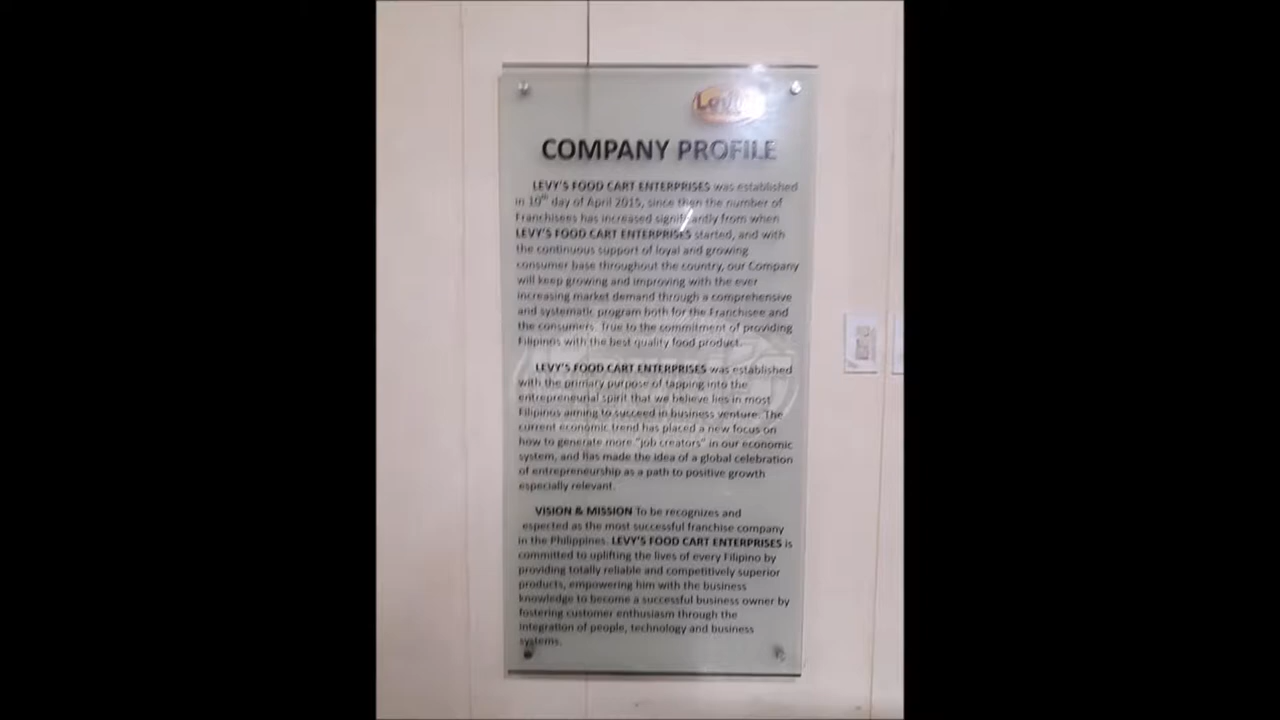 Levy's
COMPANY PROFILE
LEVY'S FOOD CART ENTERPRISES was established
in 10th day of April 2015, since then the number of
Franchisees has increased significantly from when
LEVY'S FOOD CART ENTERPRISES started, and with
the continuous support of loyal and growing
consumer base throughout the country, our Company
will keep growing and improving with the ever
increasing market demand through a comprehensive
and systematic program both for the Franchisee and
the consumers. True to the commitment of providing
Filipinos with the best quality food product.
LEVY'S FOOD CART ENTERPRISES was established
with the primary purpose of tapping into the
entrepreneurial spirit that we believe lies in most
Filipinos aiming to succeed in business venture. The
current economic trend has placed a new focus on
how to generate more "job creators" in our economic
system, and has made the idea of a global celebration
of entrepreneurship as a path to positive growth
especially relevant.
VISION & MISSION To be recognizes and
espected as the most successful franchise company
in the Philippines. LEVY'S FOOD CART ENTERPRISES is
committed to uplifting the lives of every Filipino by
providing totally reliable and competitively superior
products, empowering him with the business
knowledge to become a successful business owner by
fostering customer enthusiasm through the
integration of people, technology and business
systems.